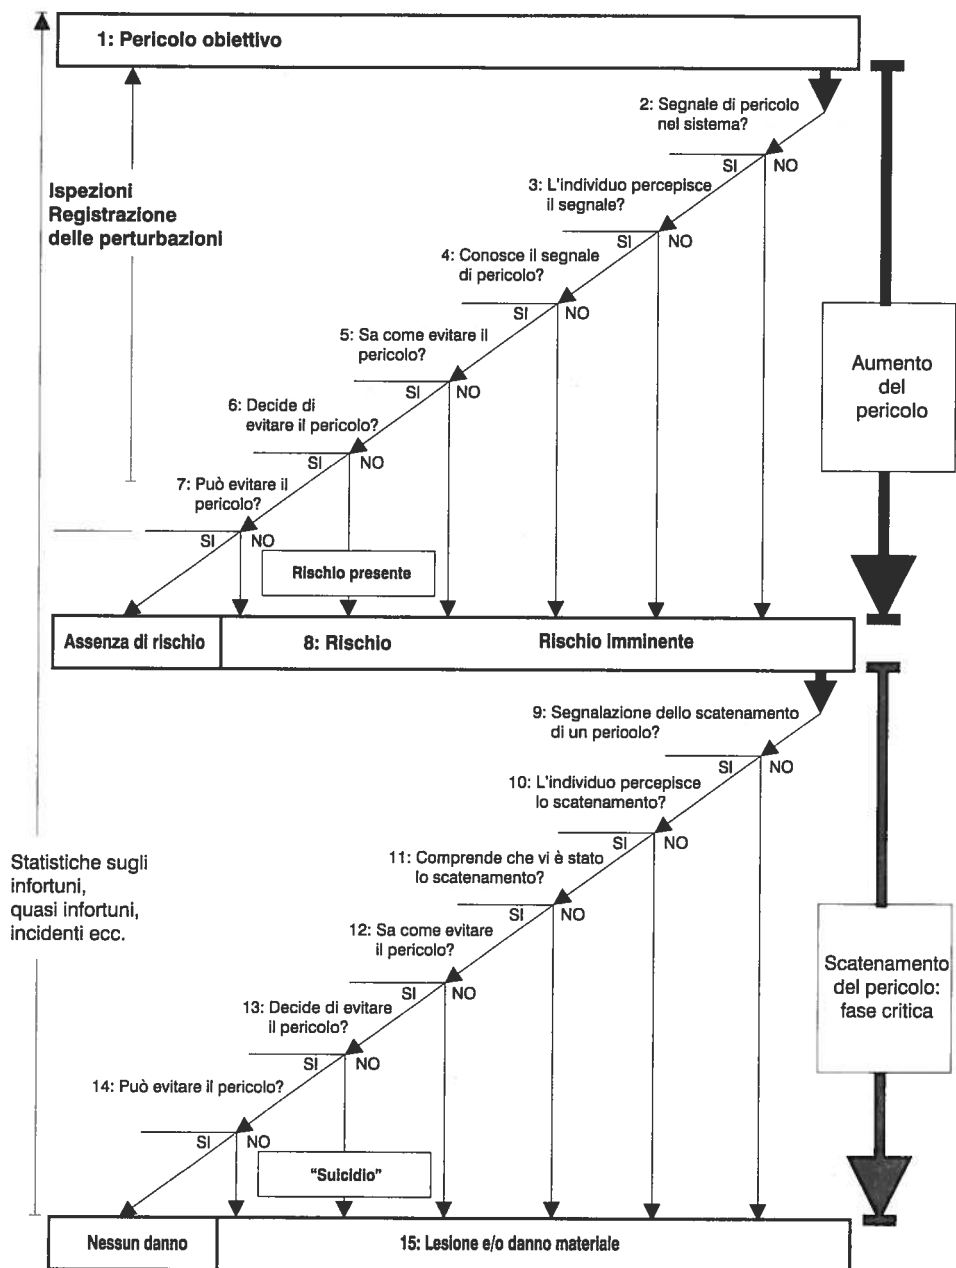 1: Pericolo obiettivo
2: Segnale di pericolo
nel sistema?
SI
NO
Ispezioni
Registrazione
delle perturbazioni
3: L'individuo percepisce
il segnale?
SI
NO
4: Conosce il segnale
di pericolo?
SI
NO
5: Sa come evitare il
pericolo?
SI
NO
6: Decide di
evitare il pericolo?
SI
NO
7: Può evitare il
pericolo?
SI
NO
Aumento
del
pericolo
Rischio presente
Assenza di rischio
8: Rischio
Rischio imminente
9: Segnalazione dello scatenamento
di un pericolo?
SI
NO
10: L'individuo percepisce
lo scatenamento?
SI
NO
11: Comprende che vi è stato
lo scatenamento?
SI
NO
Statistiche sugli
infortuni,
quasi infortuni,
incidenti ecc.
12: Sa come evitare
il pericolo?
SI
NO
13: Decide di evitare
il pericolo?
SI
NO
14: Può evitare il pericolo?
SI
NO
Scatenamento
del pericolo:
fase critica
"Suicidio"
Nessun danno
15: Lesione e/o danno materiale